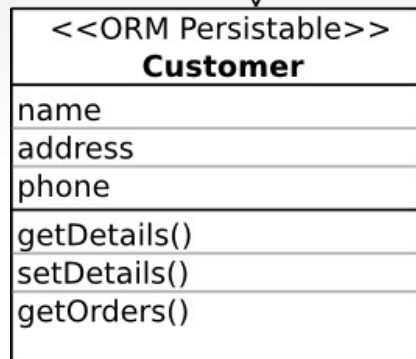 <<ORM Persistable>>
Customer
name
address
phone
getDetails()
setDetails()
getOrders()